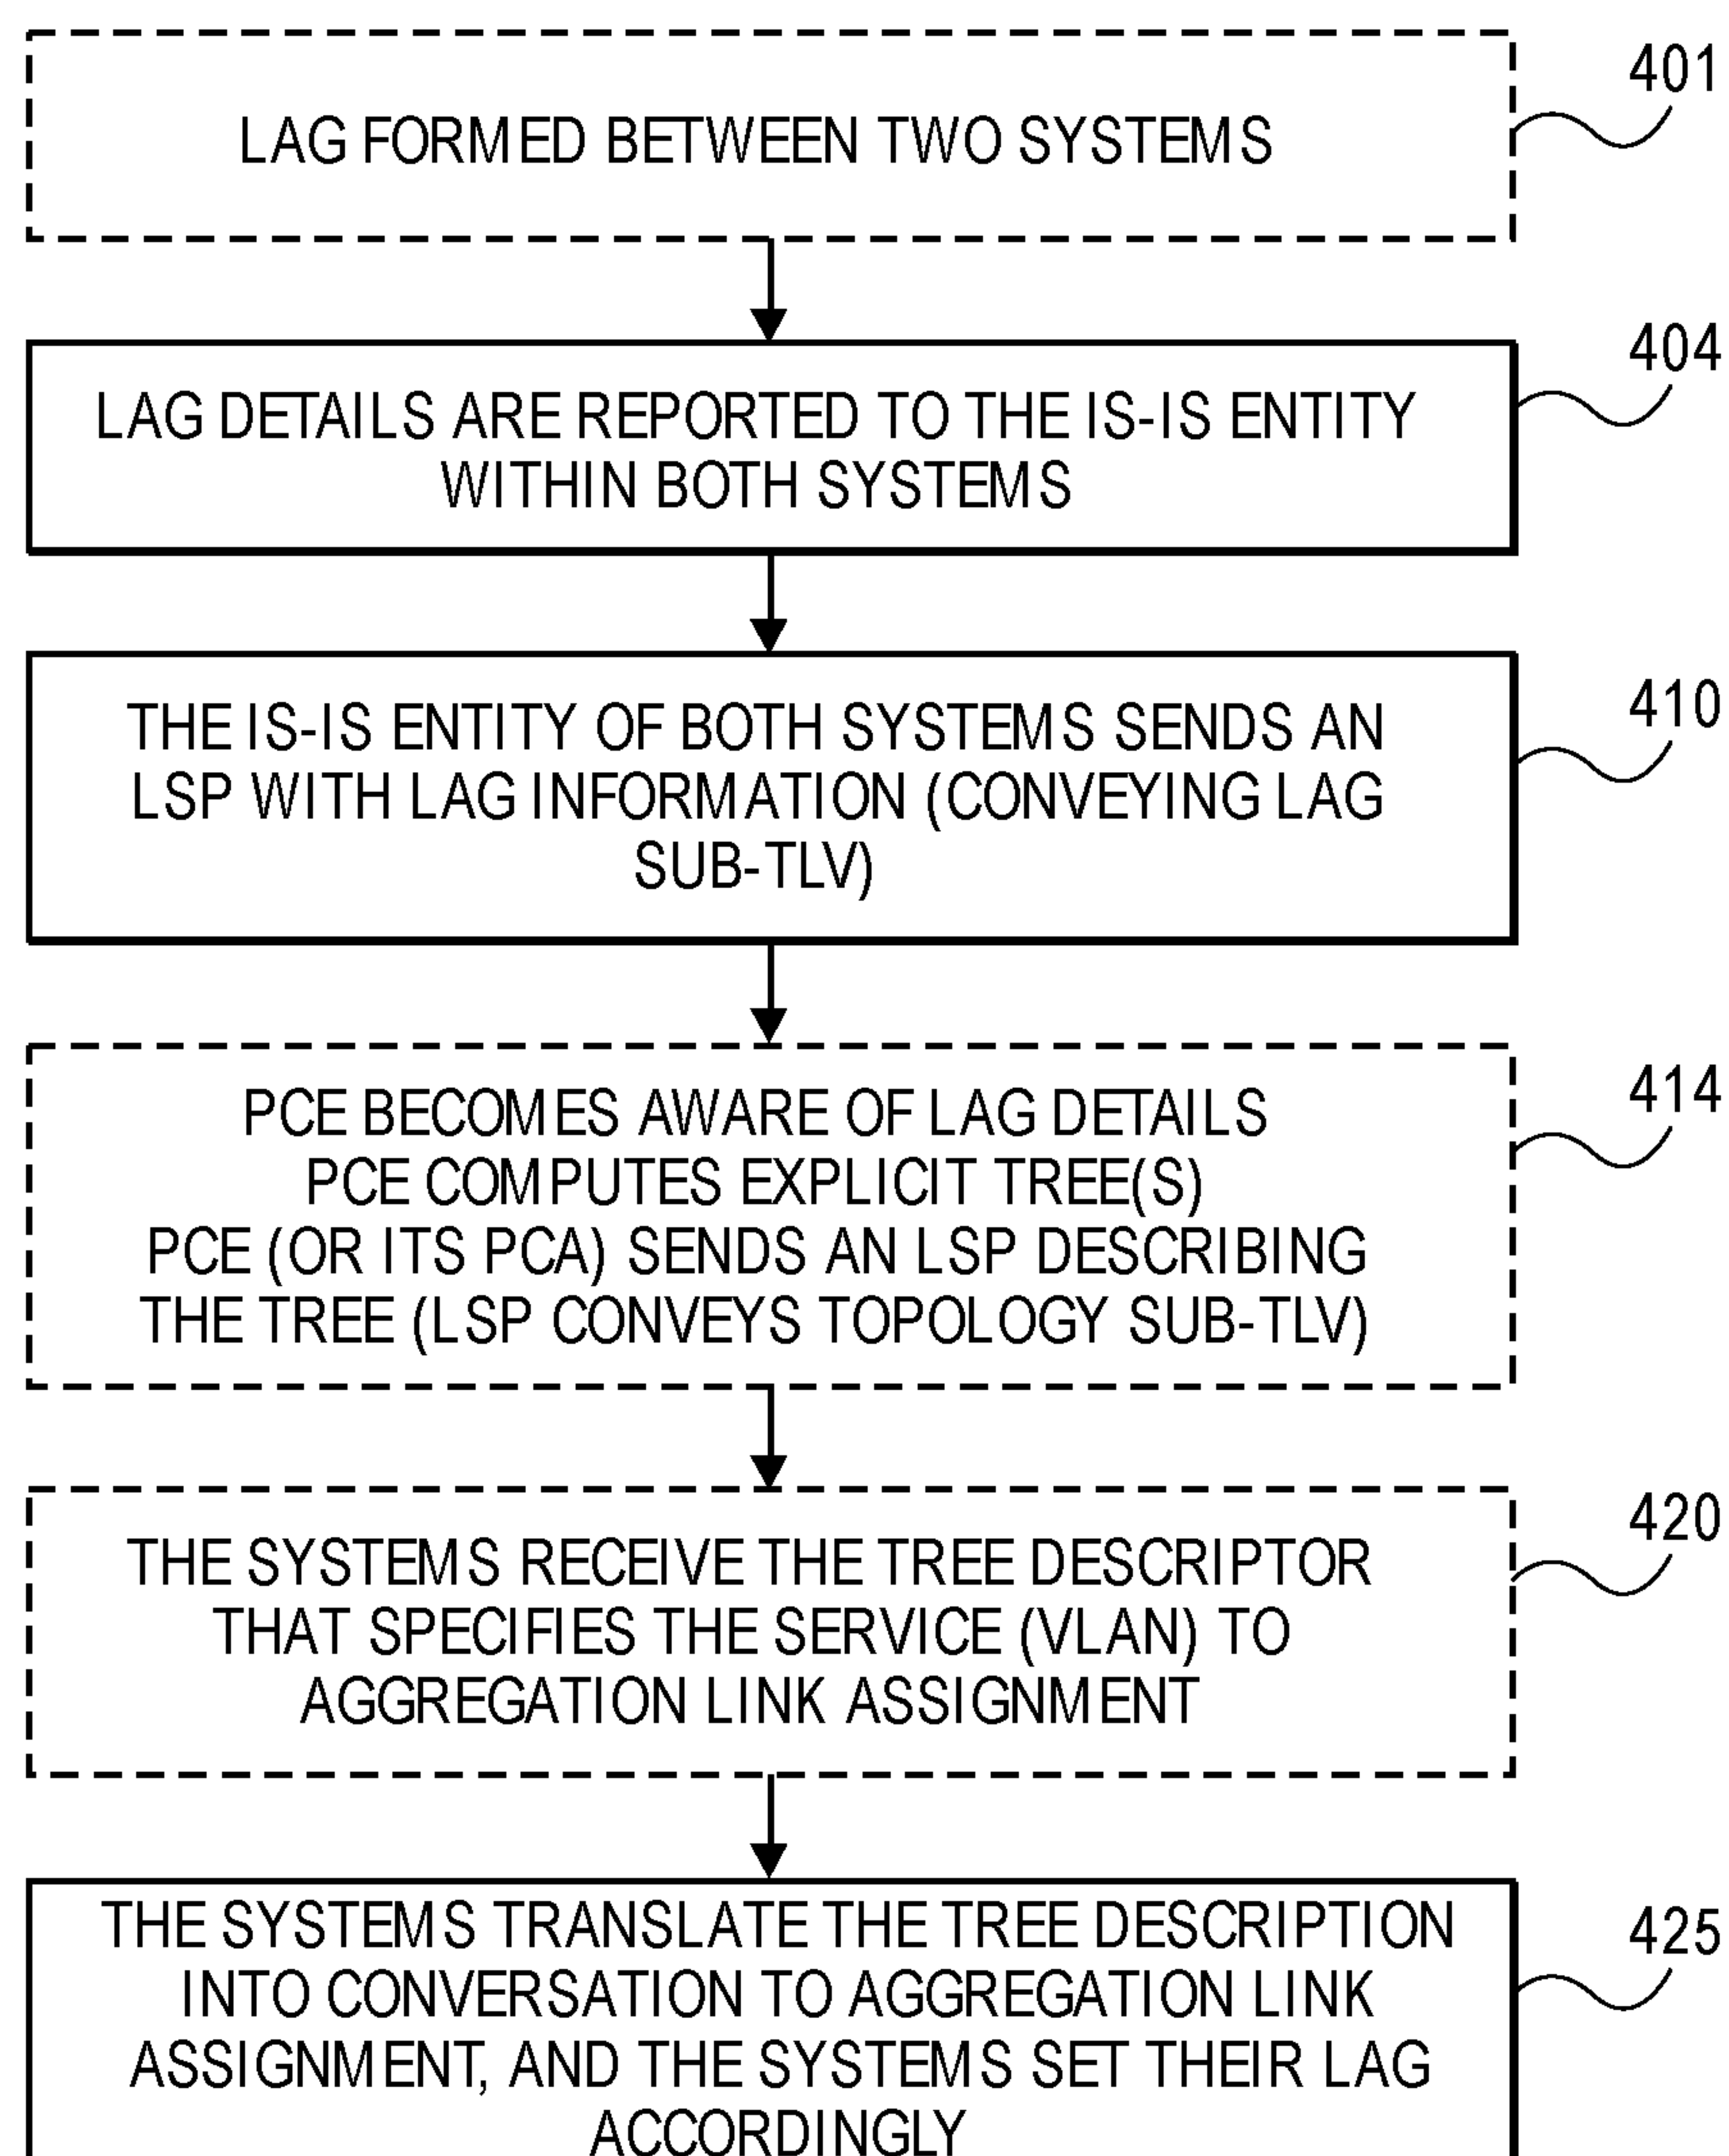 LAG FORMED BETWEEN TWO SYSTEMS
401
LAG DETAILS ARE REPORTED TO THE IS-IS ENTITY
WITHIN BOTH SYSTEMS
404
THE IS-IS ENTITY OF BOTH SYSTEMS SENDS AN
LSP WITH LAG INFORMATION (CONVEYING LAG
SUB-TLV)
410
PCE BECOMES AWARE OF LAG DETAILS
PCE COMPUTES EXPLICIT TREE(S)
PCE (OR ITS PCA) SENDS AN LSP DESCRIBING
THE TREE (LSP CONVEYS TOPOLOGY SUB-TLV)
414
THE SYSTEMS RECEIVE THE TREE DESCRIPTOR
THAT SPECIFIES THE SERVICE (VLAN) TO
AGGREGATION LINK ASSIGNMENT
420
THE SYSTEMS TRANSLATE THE TREE DESCRIPTION
INTO CONVERSATION TO AGGREGATION LINK
ASSIGNMENT, AND THE SYSTEMS SET THEIR LAG
ACCORDINGLY
425